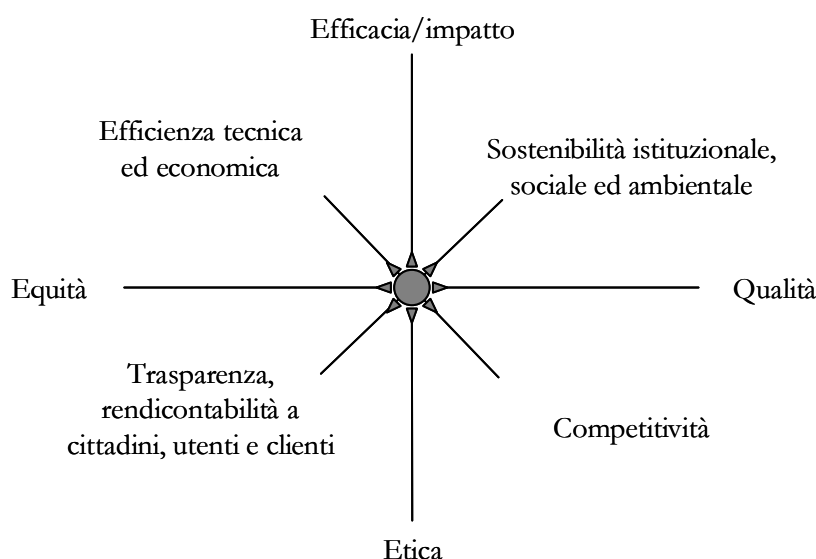 Efficacia/impatto
Efficienza tecnica
ed economica
Sostenibilità istituzionale,
sociale ed ambientale
Equità
Qualità
Trasparenza,
rendicontabilità a
cittadini, utenti e clienti
Competitività
Etica